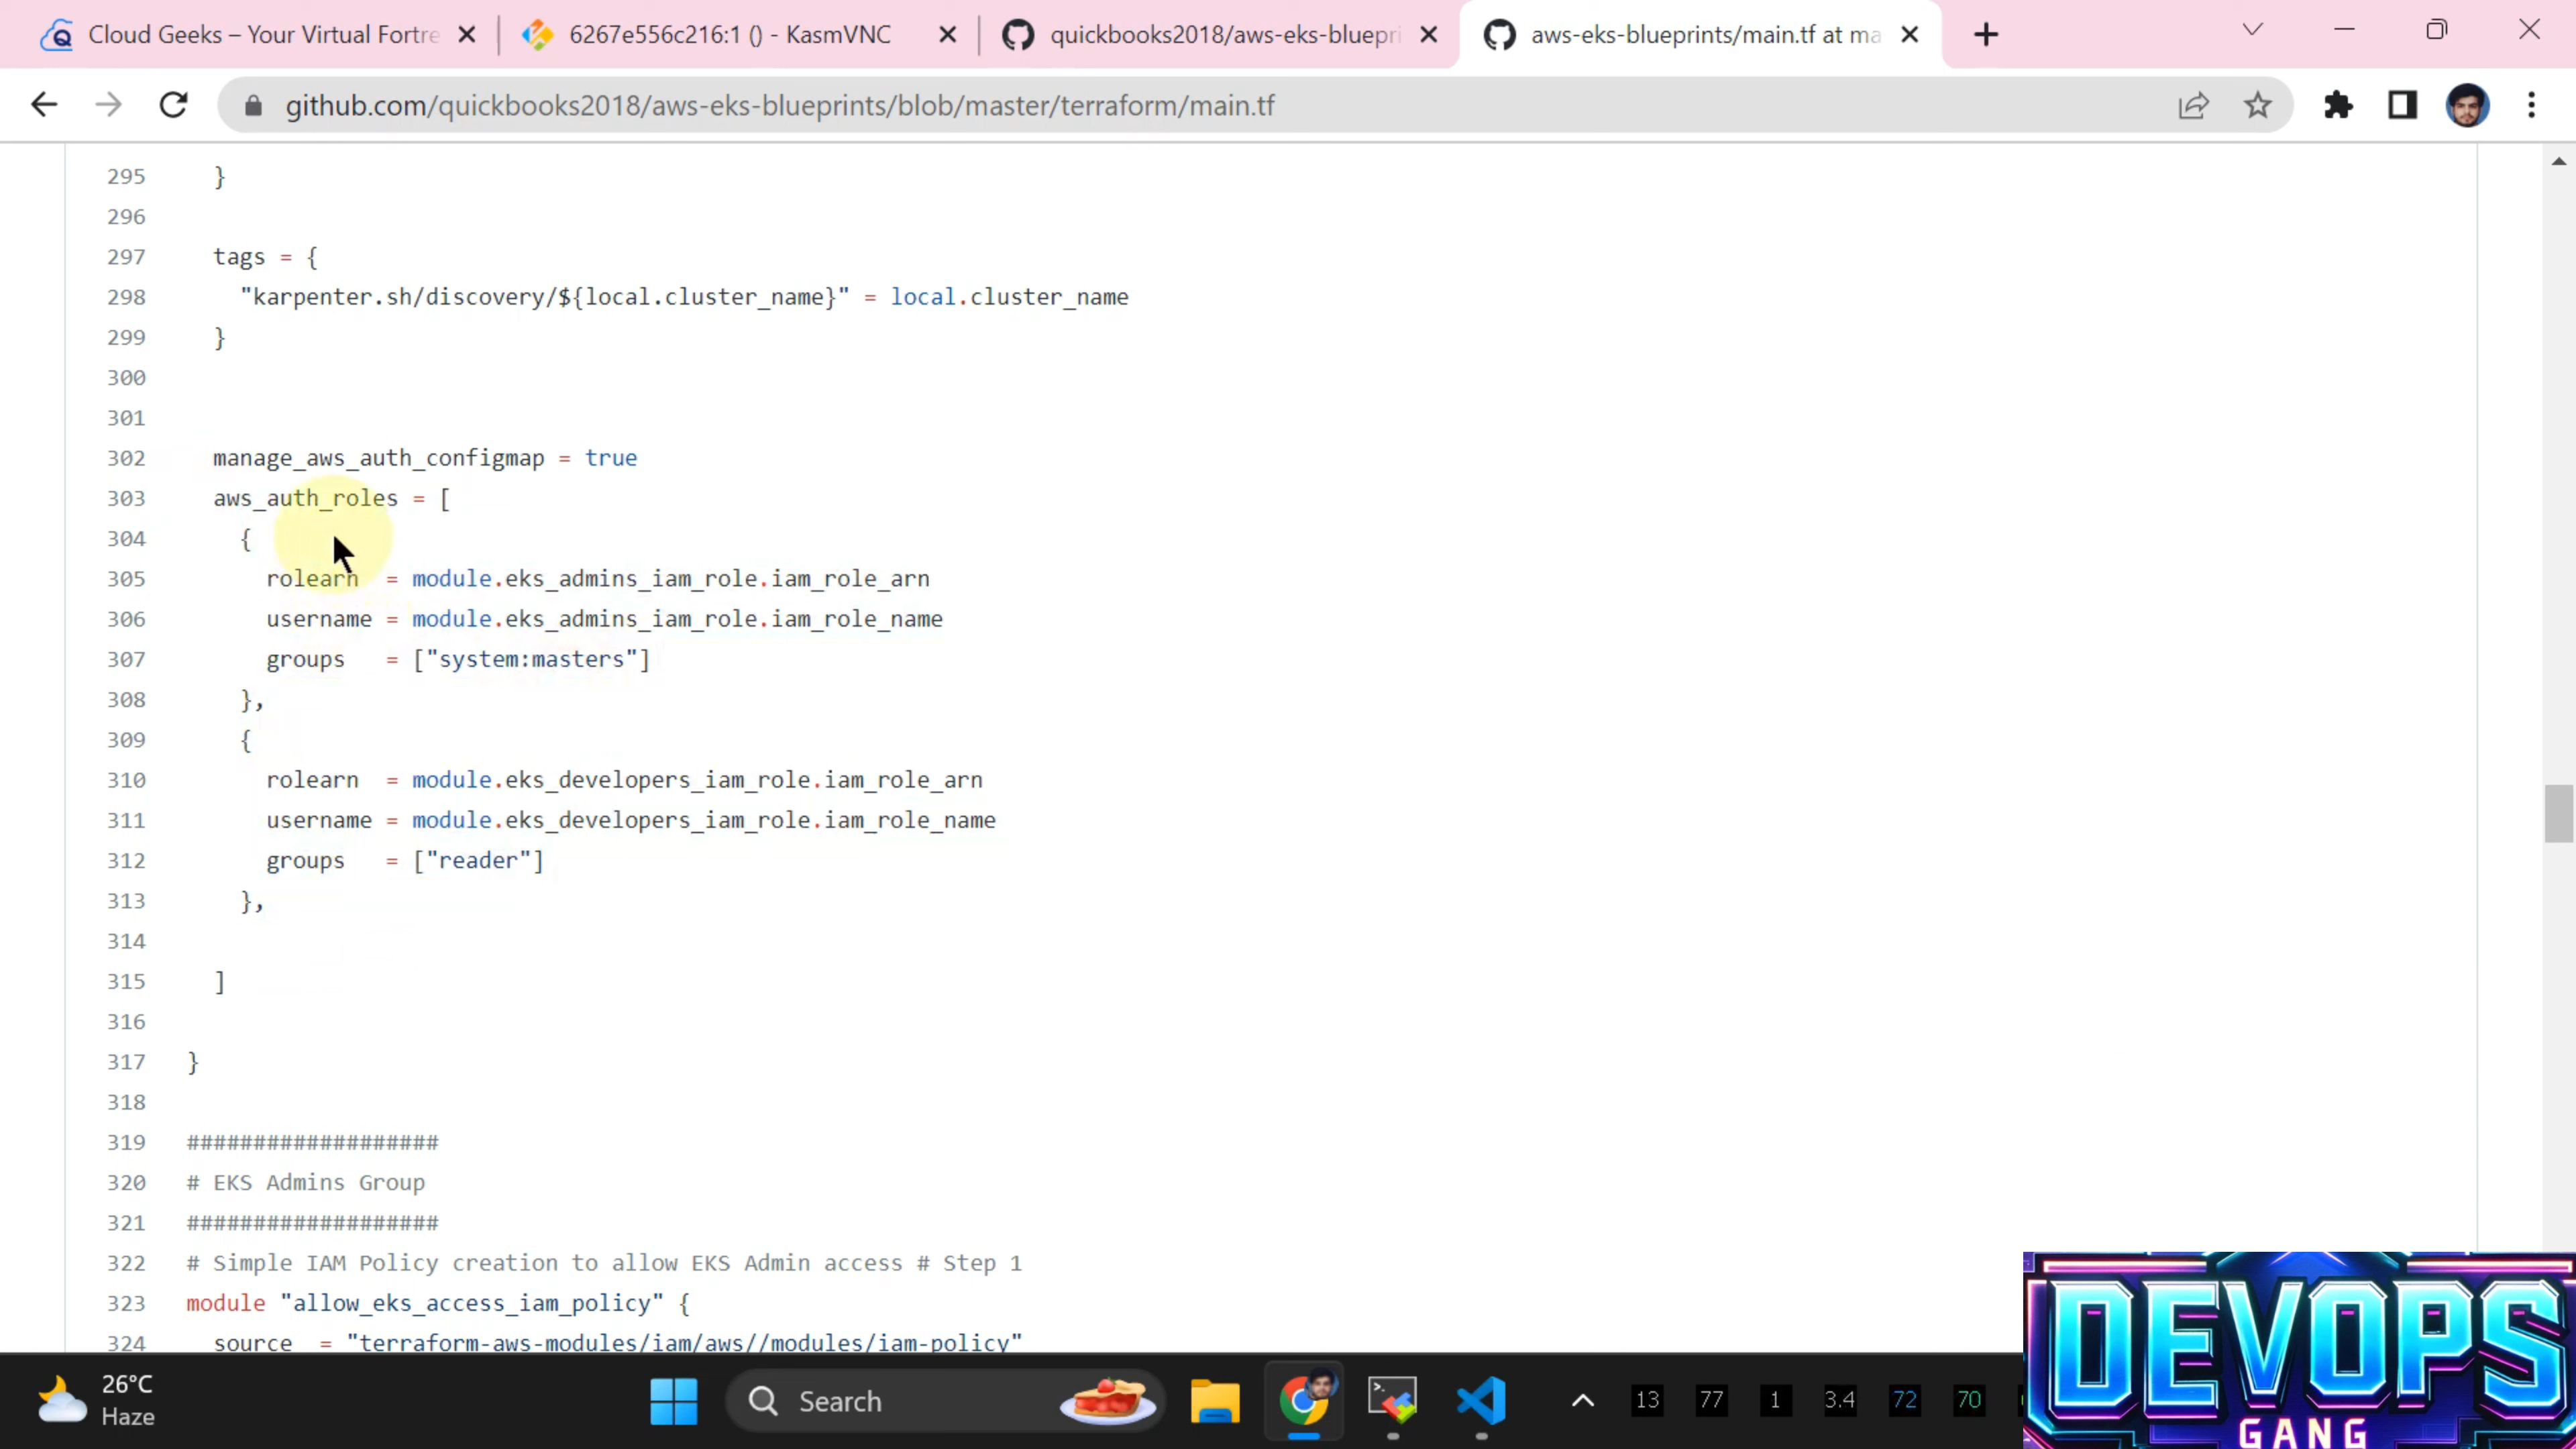 Cloud Geeks – Your Virtual Fortre
6267e556c216:1 () - KasmVNC
quickbooks2018/aws-eks-bluepri
aws-eks-blueprints/main.tf at ma
github.com/quickbooks2018/aws-eks-blueprints/blob/master/terraform/main.tf
295 }
296
297 tags = {
298 "karpenter.sh/discovery/${local.cluster_name}" = local.cluster_name
299 }
300
301
302 manage_aws_auth_configmap = true
303 aws_auth_roles = [
304 {
305 rolearn = module.eks_admins_iam_role.iam_role_arn
306 username = module.eks_admins_iam_role.iam_role_name
307 groups = ["system:masters"]
308 },
309 {
310 rolearn = module.eks_developers_iam_role.iam_role_arn
311 username = module.eks_developers_iam_role.iam_role_name
312 groups = ["reader"]
313 },
314
315 ]
316
317 }
318
319 ###################
320 # EKS Admins Group
321 ###################
322 # Simple IAM Policy creation to allow EKS Admin access # Step 1
323 module "allow_eks_access_iam_policy" {
324 source = "terraform-aws-modules/iam/aws//modules/iam-policy"
26°C
Haze
Search
13 77 1 3.4 72 70
DEVOPS
GANG